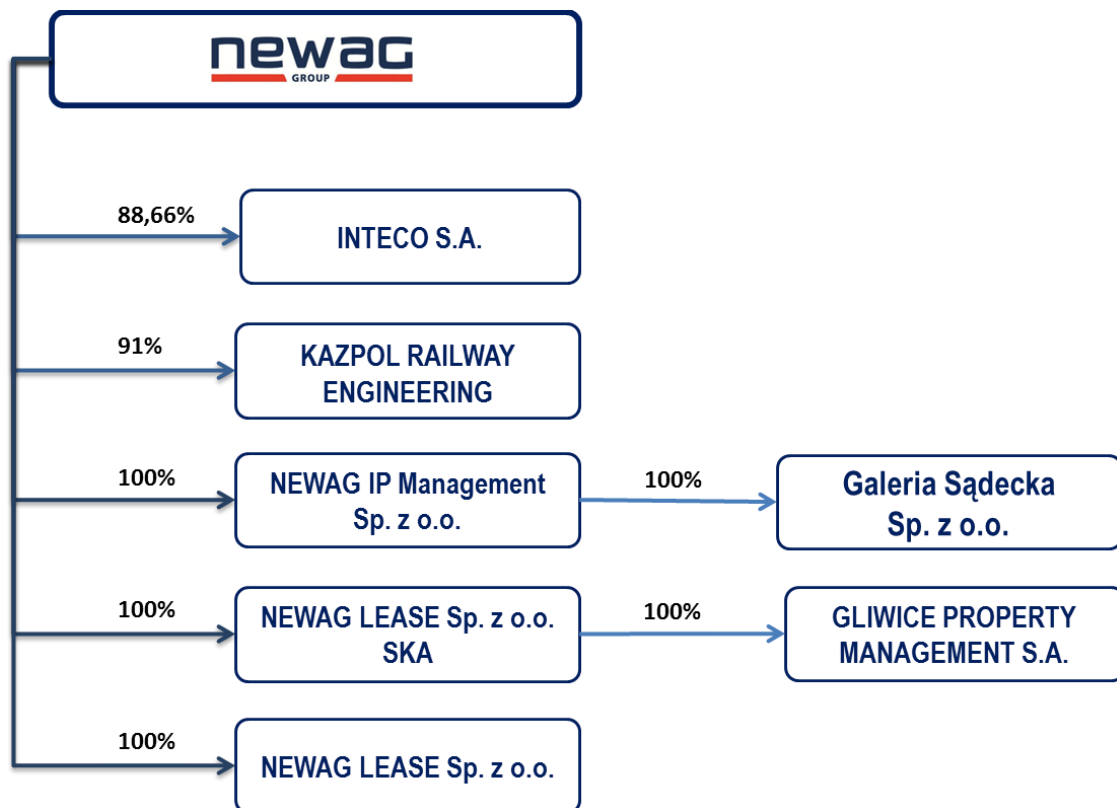 newag
GROUP
88,66%
INTECO S.A.
91%
KAZPOL RAILWAY
ENGINEERING
100%
NEWAG IP Management
Sp. z o.o.
100%
Galeria Sądecka
Sp. z o.o.
100%
NEWAG LEASE Sp. z o.o.
SKA
100%
GLIWICE PROPERTY
MANAGEMENT S.A.
100%
NEWAG LEASE Sp. z o.o.